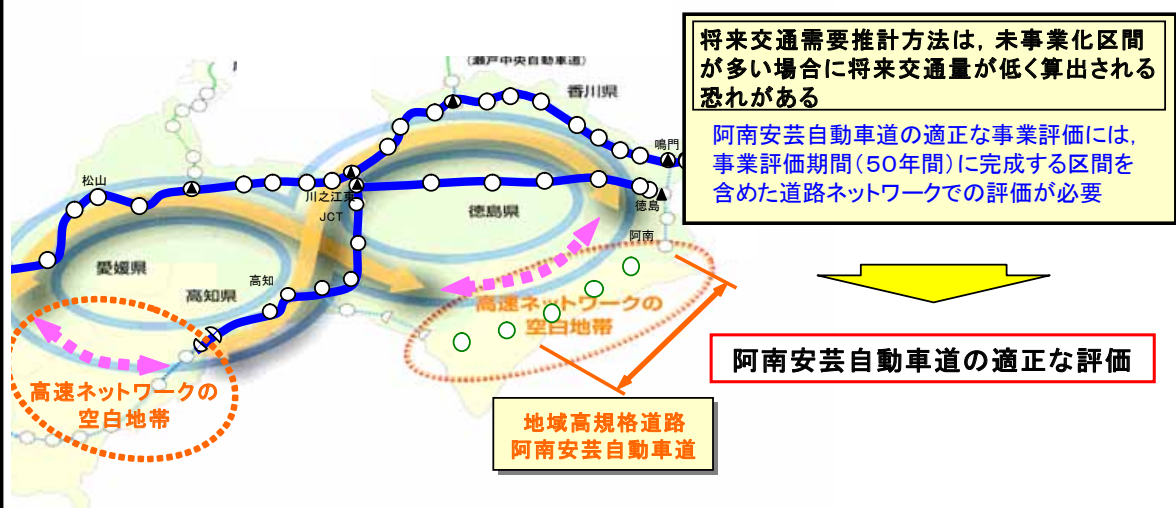 将来交通需要推計方法は，未事業化区間
が多い場合に将来交通量が低く算出される
恐れがある
阿南安芸自動車道の適正な事業評価には，
事業評価期間（50年間）に完成する区間を
含めた道路ネットワークでの評価が必要
阿南安芸自動車道の適正な評価
(瀬戸中央自動車道)
香川県
鳴門
松山
川之江東
JCT
徳島県
徳島
阿南
愛媛県
高知県
高知
高速ネットワークの
空白地帯
高速ネットワークの
空白地帯
地域高規格道路
阿南安芸自動車道